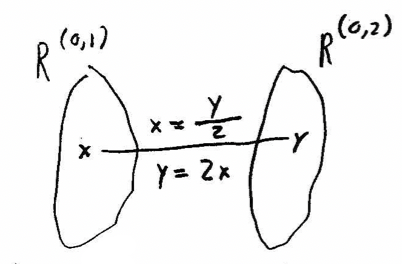 R^(0,1)
R^(0,2)
x = y/2
x
y
y = 2x